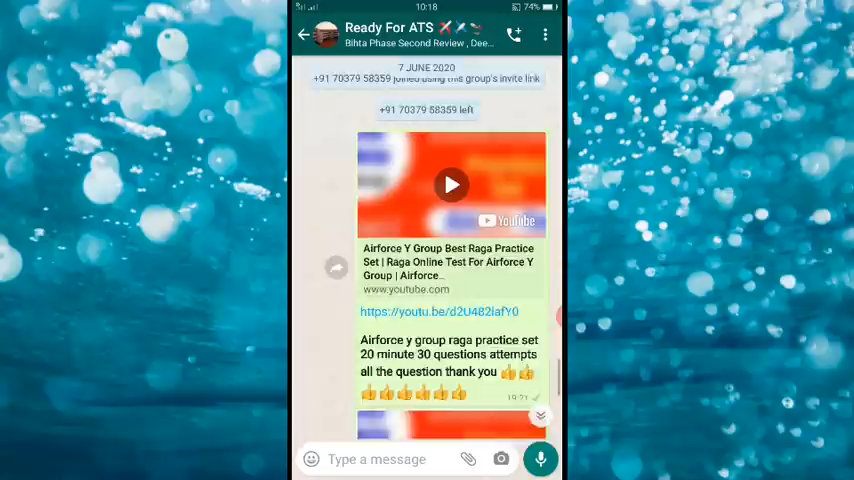 10:18
74%
Ready For ATS
Bihta Phase Second Review , Dee...
7 JUNE 2020
+91 70379 58359 joined using this group's invite link
+91 70379 58359 left
YouTube
Airforce Y Group Best Raga Practice
Set | Raga Online Test For Airforce Y
Group | Airforce...
www.youtube.com
https://youtu.be/d2U482lafY0
Airforce y group raga practice set
20 minute 30 questions attempts
all the question thank you 👍👍
👍👍👍👍👍👍
19:21
Type a message